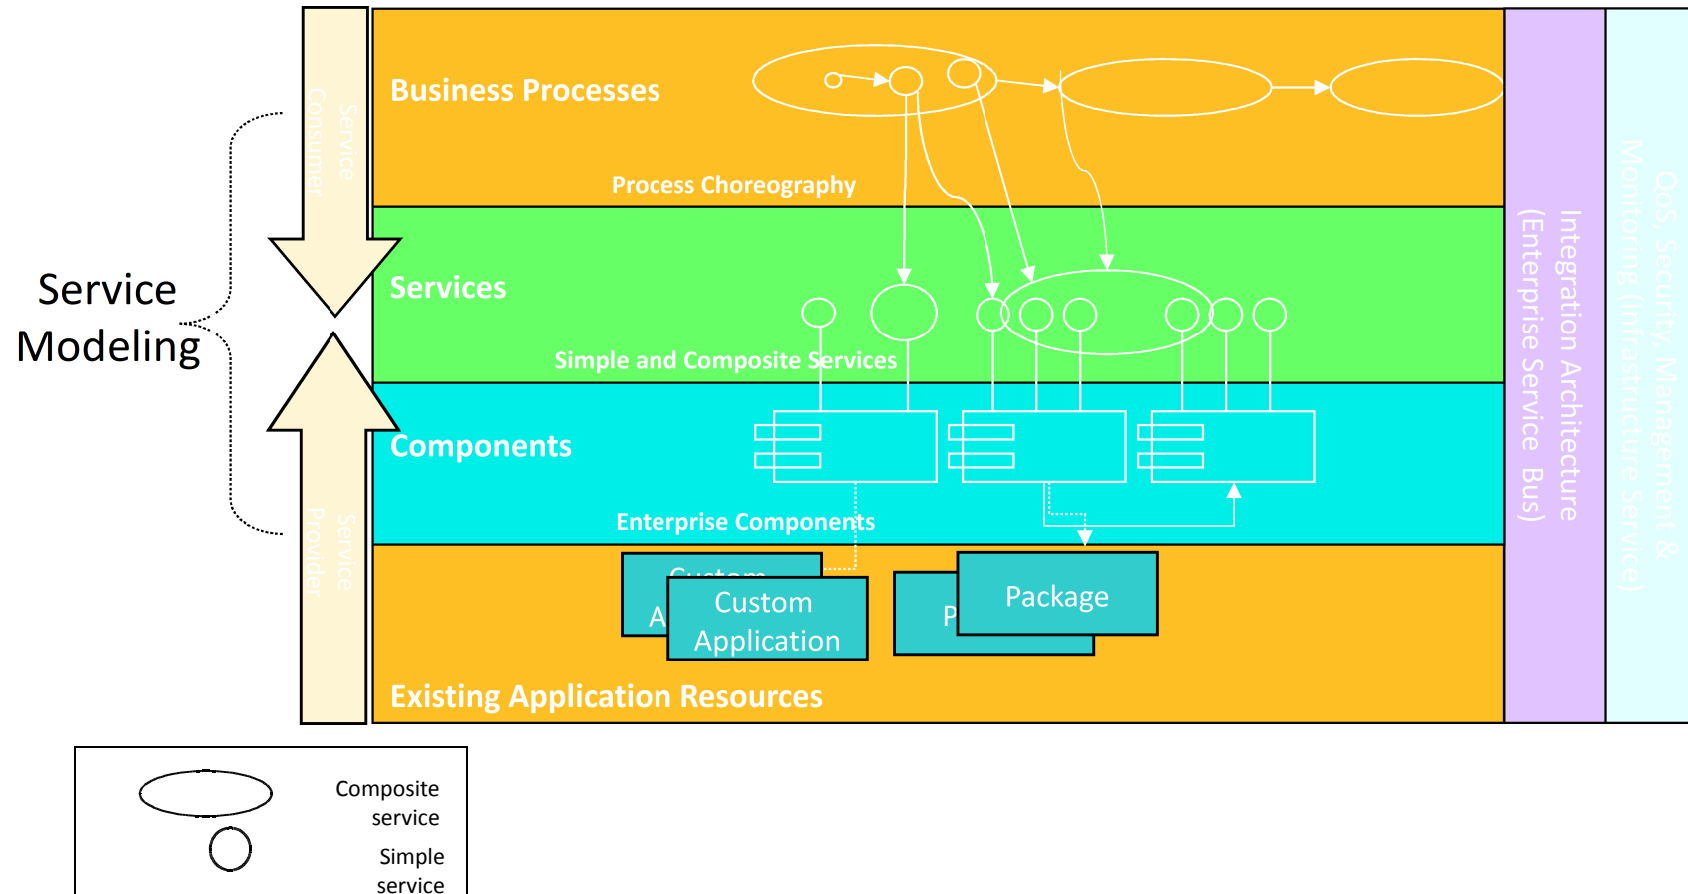 Service
Consumer
Business Processes
Process Choreography
Service
Modeling
Services
Simple and Composite Services
Components
Enterprise Components
Service
Provider
Custom
Custom
Application
Package
Existing Application Resources
Integration Architecture
(Enterprise Service Bus)
QoS, Security, Management &
Monitoring (Infrastructure Service)
Composite
service
Simple
service